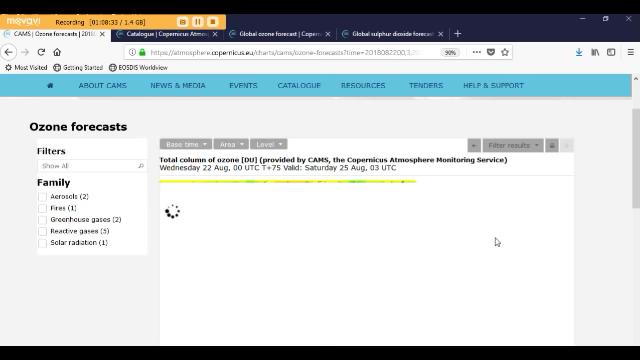 movavi Recording 01:08:33 / 1.4 GB
CAMS, | Ozone forecasts | 2018
Catalogue | Copernicus Atmosp
Global ozone forecast | Copern
Global sulphur dioxide forecast
https://atmosphere.copernicus.eu/charts/cams/ozone-forecasts?time=2018082200,3,20 90%
Most Visited Getting Started EOSDIS Worldview
ABOUT CAMS NEWS & MEDIA EVENTS CATALOGUE RESOURCES TENDERS HELP & SUPPORT
Ozone forecasts
Filters
Show All
Family
Aerosols (2)
Fires (1)
Greenhouse gases (2)
Reactive gases (5)
Solar radiation (1)
Base time Area Level Filter results
Total column of ozone [DU] (provided by CAMS, the Copernicus Atmosphere Monitoring Service)
Wednesday 22 Aug, 00 UTC T+75 Valid: Saturday 25 Aug, 03 UTC